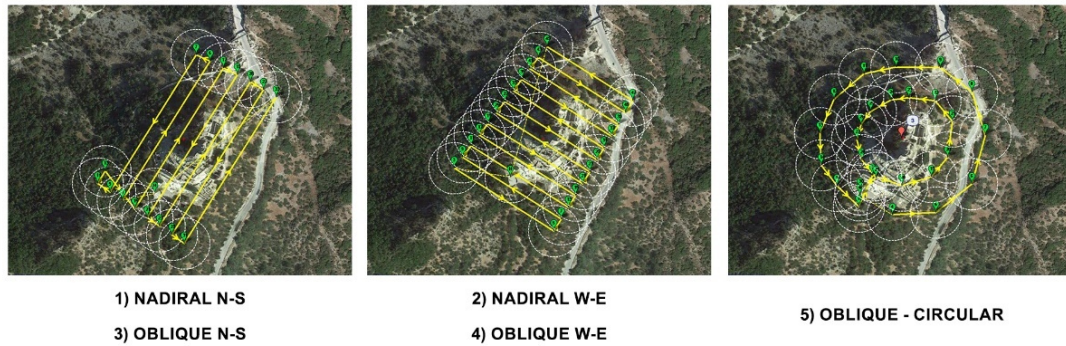 1) NADIRAL N-S
3) OBLIQUE N-S
2) NADIRAL W-E
4) OBLIQUE W-E
5) OBLIQUE - CIRCULAR